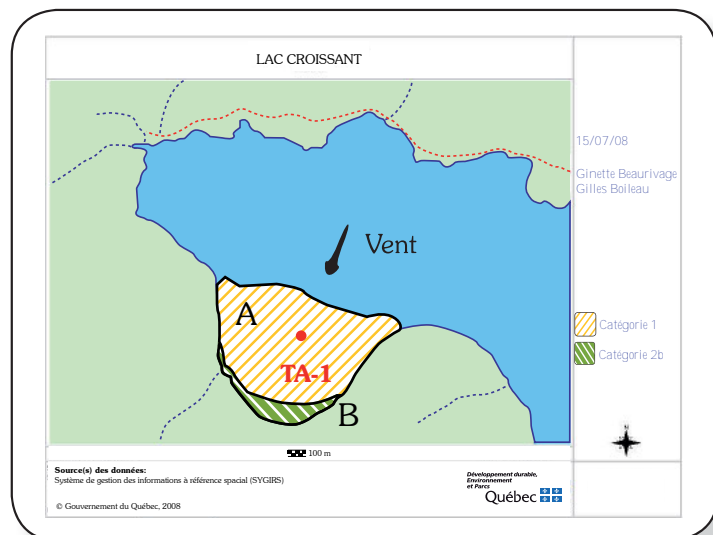 LAC CROISSANT
15/07/08
Ginette Beaurivage
Gilles Boileau
Vent
A
TA-1
B
Catégorie 1
Catégorie 2b
100 m
Source(s) des données:
Système de gestion des informations à référence spacial (SYGIRS)
© Gouvernement du Québec, 2008
Développement durable,
Environnement
et Parcs
Québec